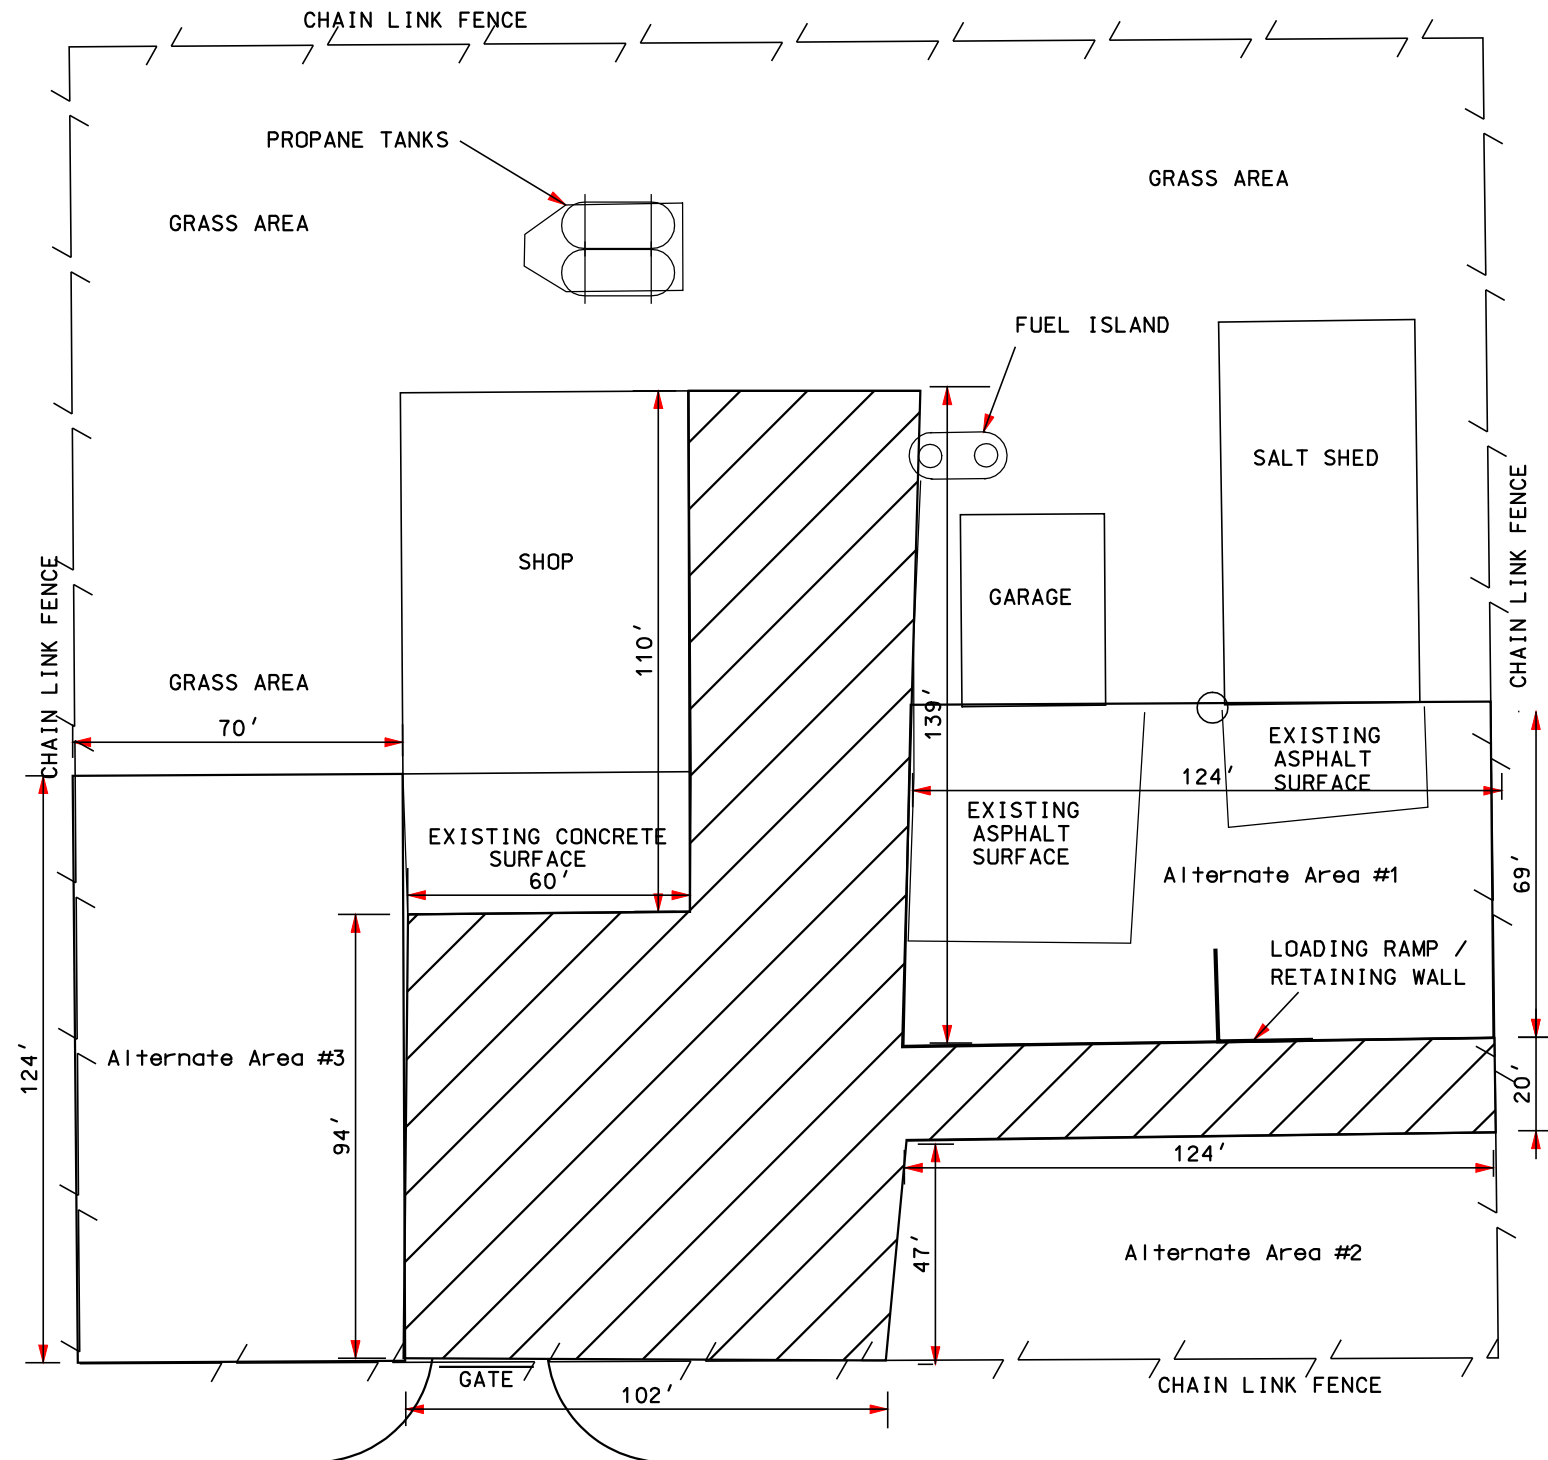 CHAIN LINK FENCE
PROPANE TANKS
GRASS AREA
GRASS AREA
FUEL ISLAND
SALT SHED
CHAIN LINK FENCE
SHOP
GARAGE
CHAIN LINK FENCE
110'
GRASS AREA
139'
70'
EXISTING
ASPHALT
SURFACE
124'
EXISTING
ASPHALT
SURFACE
EXISTING CONCRETE
SURFACE
60'
Alternate Area #1
69'
LOADING RAMP /
RETAINING WALL
Alternate Area #3
124'
94'
20'
124'
47'
Alternate Area #2
GATE
102'
CHAIN LINK FENCE